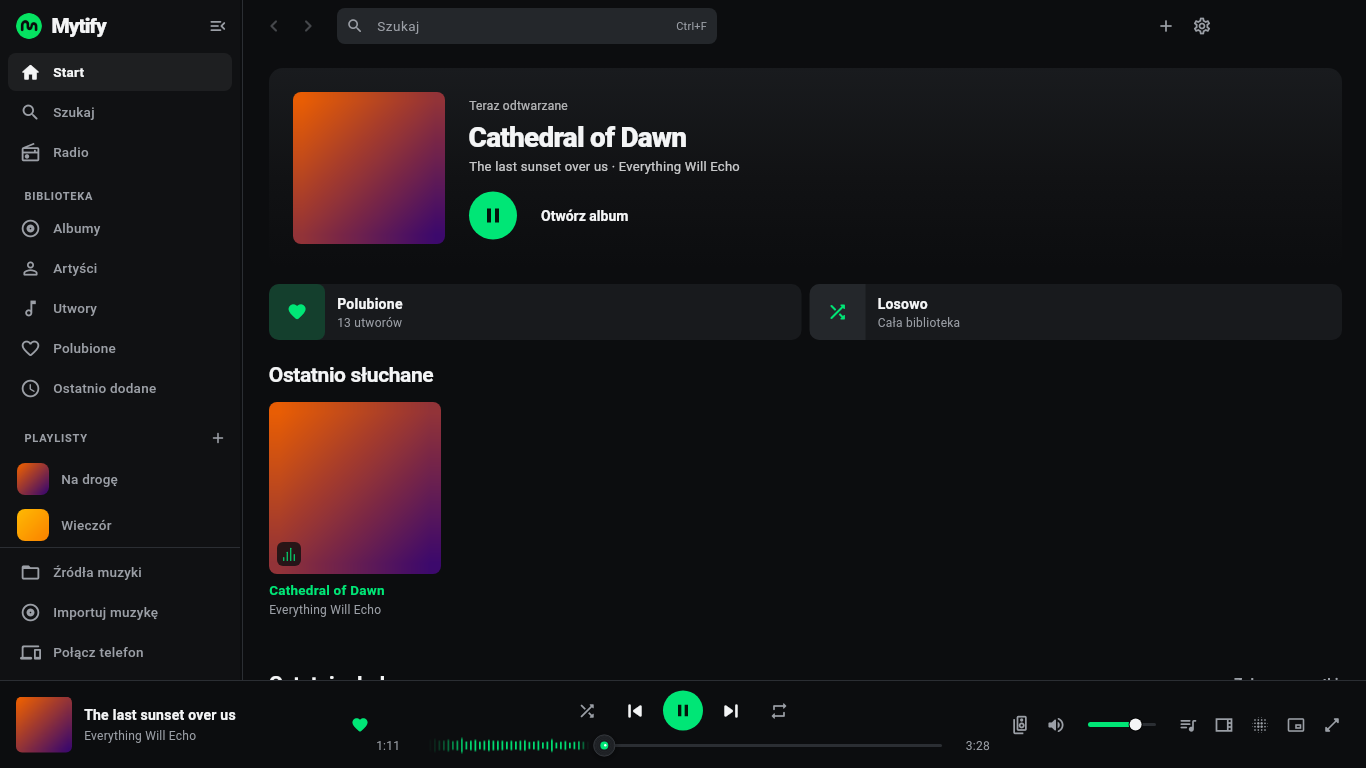 Mytify
Szukaj
Ctrl+F
Start
Szukaj
Radio
BIBLIOTEKA
Albumy
Artyści
Utwory
Polubione
Ostatnio dodane
PLAYLISTY
Na drogę
Wieczór
Źródła muzyki
Importuj muzykę
Połącz telefon
Teraz odtwarzane
Cathedral of Dawn
The last sunset over us · Everything Will Echo
Otwórz album
Polubione
13 utworów
Losowo
Cała biblioteka
Ostatnio słuchane
Cathedral of Dawn
Everything Will Echo
The last sunset over us
Everything Will Echo
1:11
3:28